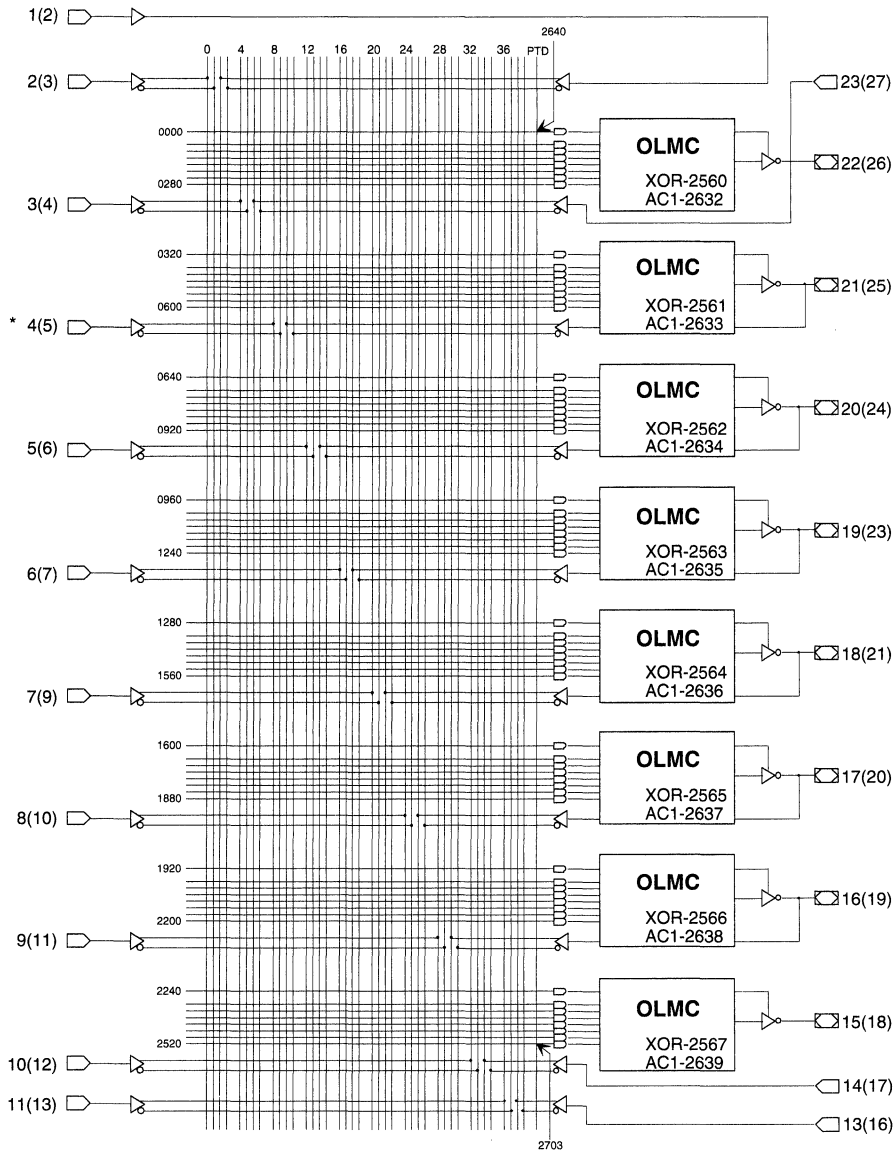 1(2)
2640
0 4 8 12 16 20 24 28 32 36 PTD
2(3)
23(27)
0000
OLMC
22(26)
XOR-2560
0280
AC1-2632
3(4)
0320
OLMC
21(25)
XOR-2561
0600
AC1-2633
* 4(5)
0640
OLMC
20(24)
XOR-2562
0920
AC1-2634
5(6)
0960
OLMC
19(23)
XOR-2563
1240
AC1-2635
6(7)
1280
OLMC
18(21)
XOR-2564
1560
AC1-2636
7(9)
1600
OLMC
17(20)
XOR-2565
1880
AC1-2637
8(10)
1920
OLMC
16(19)
XOR-2566
2200
AC1-2638
9(11)
2240
OLMC
15(18)
XOR-2567
2520
AC1-2639
10(12)
14(17)
11(13)
13(16)
2703